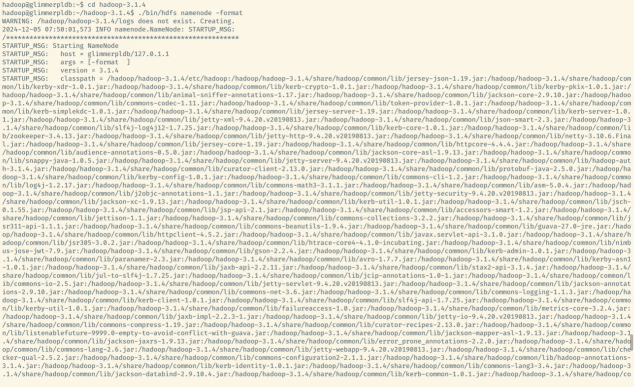 hadoop@glimmerpldb:~$ cd hadoop-3.1.4
hadoop@glimmerpldb:~/hadoop-3.1.4$ ./bin/hdfs namenode -format
WARNING: /hadoop/hadoop-3.1.4/logs does not exist. Creating.
2024-12-05 07:50:01,573 INFO namenode.NameNode: STARTUP_MSG:
/************************************************************
STARTUP_MSG: Starting NameNode
STARTUP_MSG:   host = glimmerpldb/127.0.1.1
STARTUP_MSG:   args = [-format  ]
STARTUP_MSG:   version = 3.1.4
STARTUP_MSG:   classpath = /hadoop/hadoop-3.1.4/etc/hadoop:/hadoop/hadoop-3.1.4/share/hadoop/common/lib/jersey-json-1.19.jar:/hadoop/hadoop-3.1.4/share/hadoop/com
mon/lib/kerby-xdr-1.0.1.jar:/hadoop/hadoop-3.1.4/share/hadoop/common/lib/kerb-crypto-1.0.1.jar:/hadoop/hadoop-3.1.4/share/hadoop/common/lib/kerby-pkix-1.0.1.jar:/
hadoop/hadoop-3.1.4/share/hadoop/common/lib/animal-sniffer-annotations-1.17.jar:/hadoop/hadoop-3.1.4/share/hadoop/common/lib/jackson-core-2.9.10.jar:/hadoop/hadoo
p-3.1.4/share/hadoop/common/lib/commons-codec-1.11.jar:/hadoop/hadoop-3.1.4/share/hadoop/common/lib/token-provider-1.0.1.jar:/hadoop/hadoop-3.1.4/share/hadoop/com
mon/lib/kerb-simplekdc-1.0.1.jar:/hadoop/hadoop-3.1.4/share/hadoop/common/lib/jersey-server-1.19.jar:/hadoop/hadoop-3.1.4/share/hadoop/common/lib/kerb-server-1.0.
1.jar:/hadoop/hadoop-3.1.4/share/hadoop/common/lib/jetty-xml-9.4.20.v20190813.jar:/hadoop/hadoop-3.1.4/share/hadoop/common/lib/json-smart-2.3.jar:/hadoop/hadoop-3
.1.4/share/hadoop/common/lib/slf4j-log4j12-1.7.25.jar:/hadoop/hadoop-3.1.4/share/hadoop/common/lib/kerb-core-1.0.1.jar:/hadoop/hadoop-3.1.4/share/hadoop/common/li
b/zookeeper-3.4.13.jar:/hadoop/hadoop-3.1.4/share/hadoop/common/lib/jetty-http-9.4.20.v20190813.jar:/hadoop/hadoop-3.1.4/share/hadoop/common/lib/netty-3.10.6.Fina
l.jar:/hadoop/hadoop-3.1.4/share/hadoop/common/lib/jersey-core-1.19.jar:/hadoop/hadoop-3.1.4/share/hadoop/common/lib/httpcore-4.4.4.jar:/hadoop/hadoop-3.1.4/share
/hadoop/common/lib/audience-annotations-0.5.0.jar:/hadoop/hadoop-3.1.4/share/hadoop/common/lib/jackson-core-asl-1.9.13.jar:/hadoop/hadoop-3.1.4/share/hadoop/commo
n/lib/snappy-java-1.0.5.jar:/hadoop/hadoop-3.1.4/share/hadoop/common/lib/jetty-server-9.4.20.v20190813.jar:/hadoop/hadoop-3.1.4/share/hadoop/common/lib/hadoop-aut
h-3.1.4.jar:/hadoop/hadoop-3.1.4/share/hadoop/common/lib/curator-client-2.13.0.jar:/hadoop/hadoop-3.1.4/share/hadoop/common/lib/protobuf-java-2.5.0.jar:/hadoop/ha
doop-3.1.4/share/hadoop/common/lib/kerby-config-1.0.1.jar:/hadoop/hadoop-3.1.4/share/hadoop/common/lib/commons-cli-1.2.jar:/hadoop/hadoop-3.1.4/share/hadoop/commo
n/lib/log4j-1.2.17.jar:/hadoop/hadoop-3.1.4/share/hadoop/common/lib/commons-math3-3.1.1.jar:/hadoop/hadoop-3.1.4/share/hadoop/common/lib/asm-5.0.4.jar:/hadoop/had
oop-3.1.4/share/hadoop/common/lib/j2objc-annotations-1.1.jar:/hadoop/hadoop-3.1.4/share/hadoop/common/lib/jetty-security-9.4.20.v20190813.jar:/hadoop/hadoop-3.1.4
/share/hadoop/common/lib/jackson-xc-1.9.13.jar:/hadoop/hadoop-3.1.4/share/hadoop/common/lib/kerb-util-1.0.1.jar:/hadoop/hadoop-3.1.4/share/hadoop/common/lib/jsch-
0.1.55.jar:/hadoop/hadoop-3.1.4/share/hadoop/common/lib/jsp-api-2.1.jar:/hadoop/hadoop-3.1.4/share/hadoop/common/lib/accessors-smart-1.2.jar:/hadoop/hadoop-3.1.4/
share/hadoop/common/lib/jettison-1.1.jar:/hadoop/hadoop-3.1.4/share/hadoop/common/lib/commons-collections-3.2.2.jar:/hadoop/hadoop-3.1.4/share/hadoop/common/lib/j
sr311-api-1.1.1.jar:/hadoop/hadoop-3.1.4/share/hadoop/common/lib/commons-beanutils-1.9.4.jar:/hadoop/hadoop-3.1.4/share/hadoop/common/lib/guava-27.0-jre.jar:/hado
op/hadoop-3.1.4/share/hadoop/common/lib/httpclient-4.5.2.jar:/hadoop/hadoop-3.1.4/share/hadoop/common/lib/javax.servlet-api-3.1.0.jar:/hadoop/hadoop-3.1.4/share/h
adoop/common/lib/jsr305-3.0.2.jar:/hadoop/hadoop-3.1.4/share/hadoop/common/lib/htrace-core4-4.1.0-incubating.jar:/hadoop/hadoop-3.1.4/share/hadoop/common/lib/nimb
us-jose-jwt-7.9.jar:/hadoop/hadoop-3.1.4/share/hadoop/common/lib/gson-2.2.4.jar:/hadoop/hadoop-3.1.4/share/hadoop/common/lib/kerb-admin-1.0.1.jar:/hadoop/hadoop-3
.1.4/share/hadoop/common/lib/paranamer-2.3.jar:/hadoop/hadoop-3.1.4/share/hadoop/common/lib/avro-1.7.7.jar:/hadoop/hadoop-3.1.4/share/hadoop/common/lib/kerby-asn1
-1.0.1.jar:/hadoop/hadoop-3.1.4/share/hadoop/common/lib/jaxb-api-2.2.11.jar:/hadoop/hadoop-3.1.4/share/hadoop/common/lib/stax2-api-3.1.4.jar:/hadoop/hadoop-3.1.4/
share/hadoop/common/lib/jul-to-slf4j-1.7.25.jar:/hadoop/hadoop-3.1.4/share/hadoop/common/lib/jcip-annotations-1.0-1.jar:/hadoop/hadoop-3.1.4/share/hadoop/common/l
ib/commons-io-2.5.jar:/hadoop/hadoop-3.1.4/share/hadoop/common/lib/jetty-servlet-9.4.20.v20190813.jar:/hadoop/hadoop-3.1.4/share/hadoop/common/lib/jackson-annotat
ions-2.9.10.jar:/hadoop/hadoop-3.1.4/share/hadoop/common/lib/commons-net-3.6.jar:/hadoop/hadoop-3.1.4/share/hadoop/common/lib/commons-logging-1.1.3.jar:/hadoop/ha
doop-3.1.4/share/hadoop/common/lib/kerb-client-1.0.1.jar:/hadoop/hadoop-3.1.4/share/hadoop/common/lib/slf4j-api-1.7.25.jar:/hadoop/hadoop-3.1.4/share/hadoop/commo
n/lib/kerby-util-1.0.1.jar:/hadoop/hadoop-3.1.4/share/hadoop/common/lib/failureaccess-1.0.jar:/hadoop/hadoop-3.1.4/share/hadoop/common/lib/metrics-core-3.2.4.jar:
/hadoop/hadoop-3.1.4/share/hadoop/common/lib/jaxb-impl-2.2.3-1.jar:/hadoop/hadoop-3.1.4/share/hadoop/common/lib/jetty-io-9.4.20.v20190813.jar:/hadoop/hadoop-3.1.4
/share/hadoop/common/lib/commons-compress-1.19.jar:/hadoop/hadoop-3.1.4/share/hadoop/common/lib/curator-recipes-2.13.0.jar:/hadoop/hadoop-3.1.4/share/hadoop/commo
n/lib/listenablefuture-9999.0-empty-to-avoid-conflict-with-guava.jar:/hadoop/hadoop-3.1.4/share/hadoop/common/lib/jackson-mapper-asl-1.9.13.jar:/hadoop/hadoop-3.1
.4/share/hadoop/common/lib/jackson-jaxrs-1.9.13.jar:/hadoop/hadoop-3.1.4/share/hadoop/common/lib/error_prone_annotations-2.2.0.jar:/hadoop/hadoop-3.1.4/share/hado
op/common/lib/commons-lang-2.6.jar:/hadoop/hadoop-3.1.4/share/hadoop/common/lib/jetty-webapp-9.4.20.v20190813.jar:/hadoop/hadoop-3.1.4/share/hadoop/common/lib/che
cker-qual-2.5.2.jar:/hadoop/hadoop-3.1.4/share/hadoop/common/lib/commons-configuration2-2.1.1.jar:/hadoop/hadoop-3.1.4/share/hadoop/common/lib/hadoop-annotations-
3.1.4.jar:/hadoop/hadoop-3.1.4/share/hadoop/common/lib/kerb-identity-1.0.1.jar:/hadoop/hadoop-3.1.4/share/hadoop/common/lib/commons-lang3-3.4.jar:/hadoop/hadoop-3
.1.4/share/hadoop/common/lib/jackson-databind-2.9.10.4.jar:/hadoop/hadoop-3.1.4/share/hadoop/common/lib/kerb-common-1.0.1.jar:/hadoop/hadoop-3.1.4/share/hadoop/co